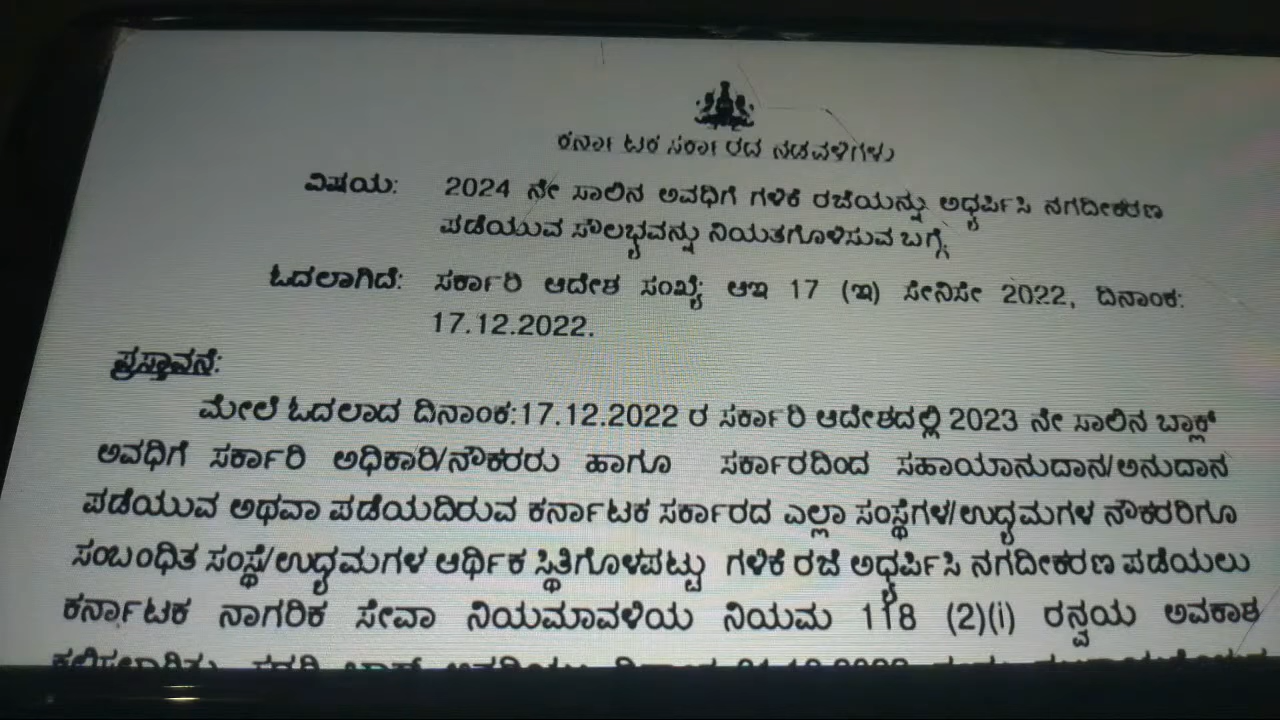 ಕರ್ನಾಟಕ ಸರ್ಕಾರದ ನಡವಳಿಗಳು
ವಿಷಯ: 2024 ನೇ ಸಾಲಿನ ಅವಧಿಗೆ ಗಳಿಕೆ ರಜೆಯನ್ನು ಅಧ್ಯರ್ಪಿಸಿ ನಗದೀಕರಣ
ಪಡೆಯುವ ಸೌಲಭ್ಯವನ್ನು ನಿಯತಗೊಳಿಸುವ ಬಗ್ಗೆ
ಓದಲಾಗಿದೆ: ಸರ್ಕಾರಿ ಆದೇಶ ಸಂಖ್ಯೆ: ಆಇ 17 (ಇ) ಸೇನಿಸೇ 2022, ದಿನಾಂಕ:
17.12.2022.
ಪ್ರಸ್ತಾವನೆ:
ಮೇಲೆ ಓದಲಾದ ದಿನಾಂಕ:17.12.2022 ರ ಸರ್ಕಾರಿ ಆದೇಶದಲ್ಲಿ 2023 ನೇ ಸಾಲಿನ ಬ್ಲಾಕ್
ಅವಧಿಗೆ ಸರ್ಕಾರಿ ಅಧಿಕಾರಿ/ನೌಕರರು ಹಾಗೂ ಸರ್ಕಾರದಿಂದ ಸಹಾಯಾನುದಾನ/ಅನುದಾನ
ಪಡೆಯುವ ಅಥವಾ ಪಡೆಯದಿರುವ ಕರ್ನಾಟಕ ಸರ್ಕಾರದ ಎಲ್ಲಾ ಸಂಸ್ಥೆಗಳ/ಉದ್ಯಮಗಳ ನೌಕರರಿಗೂ
ಸಂಬಂಧಿತ ಸಂಸ್ಥೆ/ಉದ್ಯಮಗಳ ಆರ್ಥಿಕ ಸ್ಥಿತಿಗೊಳಪಟ್ಟು ಗಳಿಕೆ ರಜೆ ಅಧ್ಯರ್ಪಿಸಿ ನಗದೀಕರಣ ಪಡೆಯಲು
ಕರ್ನಾಟಕ ನಾಗರಿಕ ಸೇವಾ ನಿಯಮಾವಳಿಯ ನಿಯಮ 118 (2)(i) ರನ್ವಯ ಅವಕಾಶ